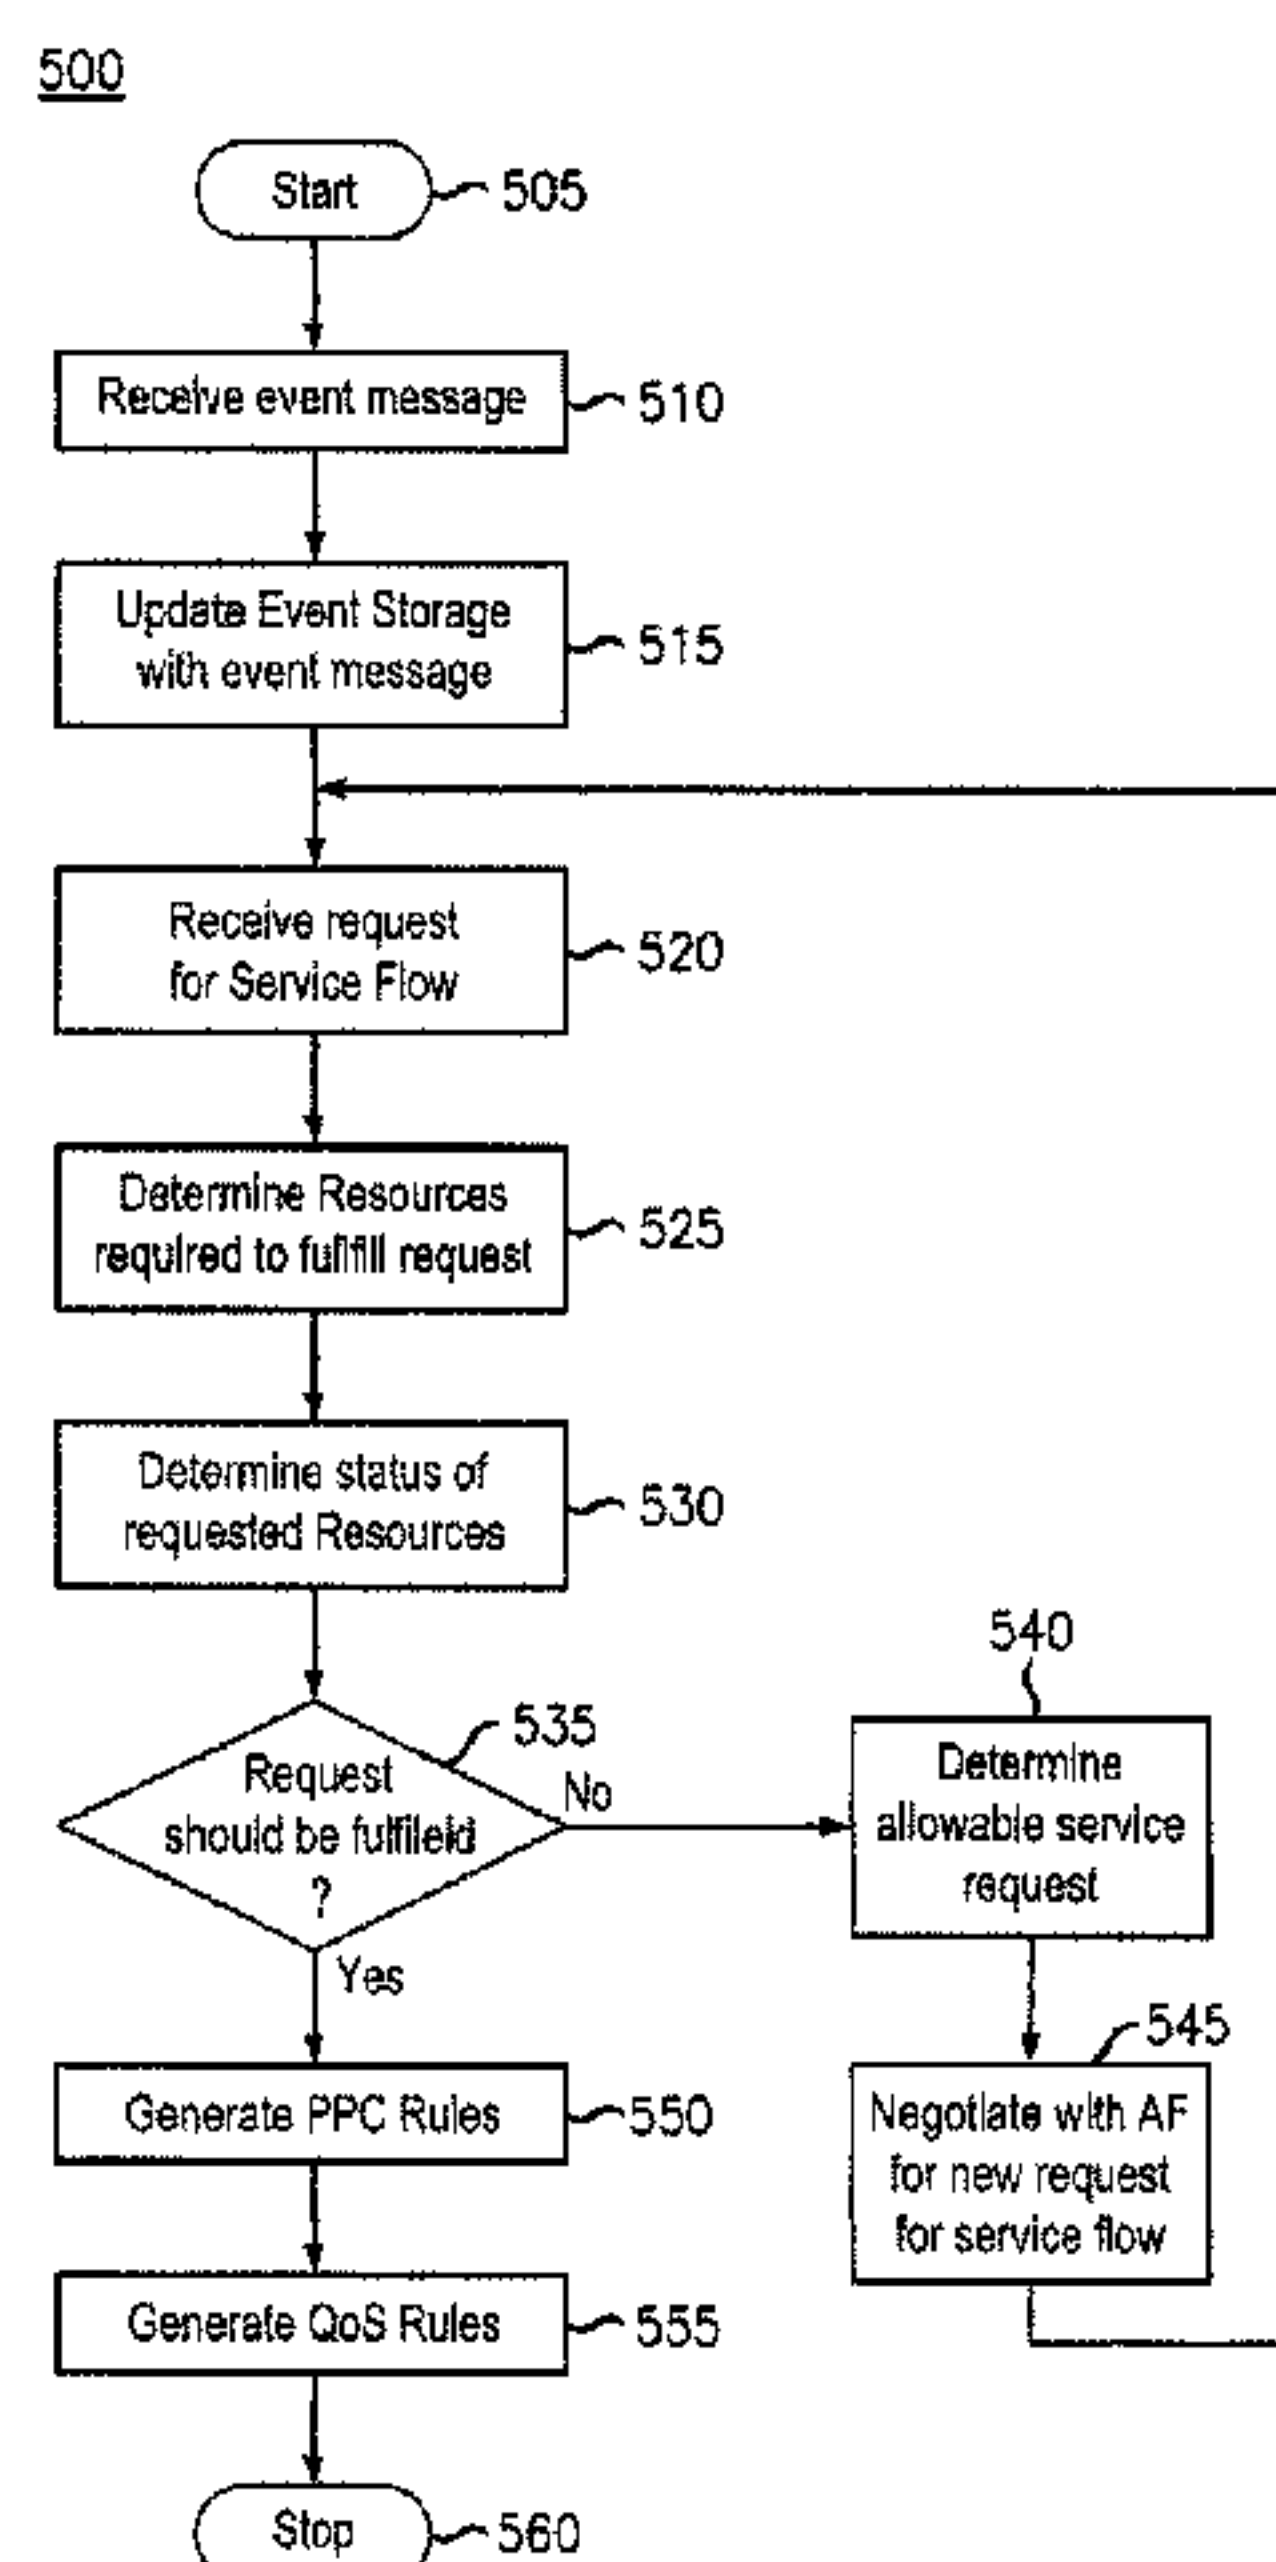 500
Start
505
Receive event message
510
Update Event Storage
with event message
515
Receive request
for Service Flow
520
Determine Resources
required to fulfill request
525
Determine status of
requested Resources
530
Request
should be fulfileld
?
535
No
Yes
540
Determine
allowable service
request
545
Negotiate with AF
for new request
for service flow
Generate PPC Rules
550
Generate QoS Rules
555
Stop
560